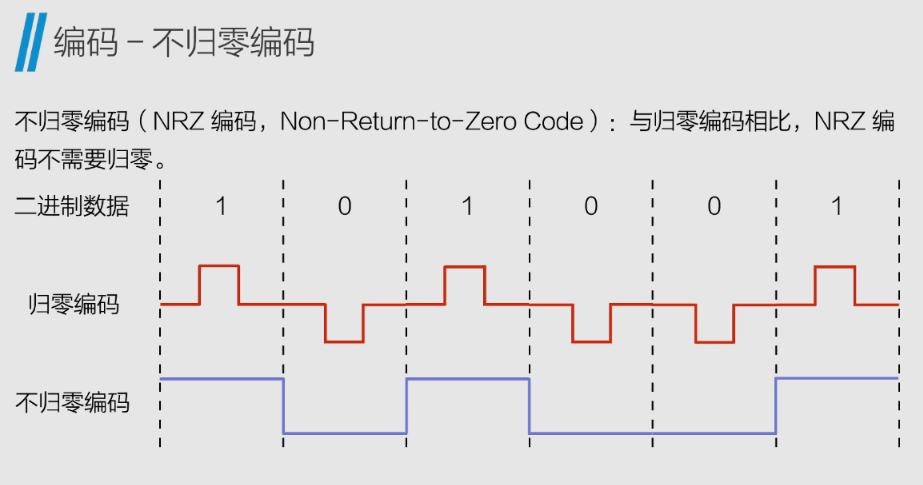 编码 – 不归零编码
不归零编码（NRZ 编码，Non-Return-to-Zero Code）：与归零编码相比，NRZ 编
码不需要归零。
二进制数据 1 0 1 0 0 1
归零编码
不归零编码